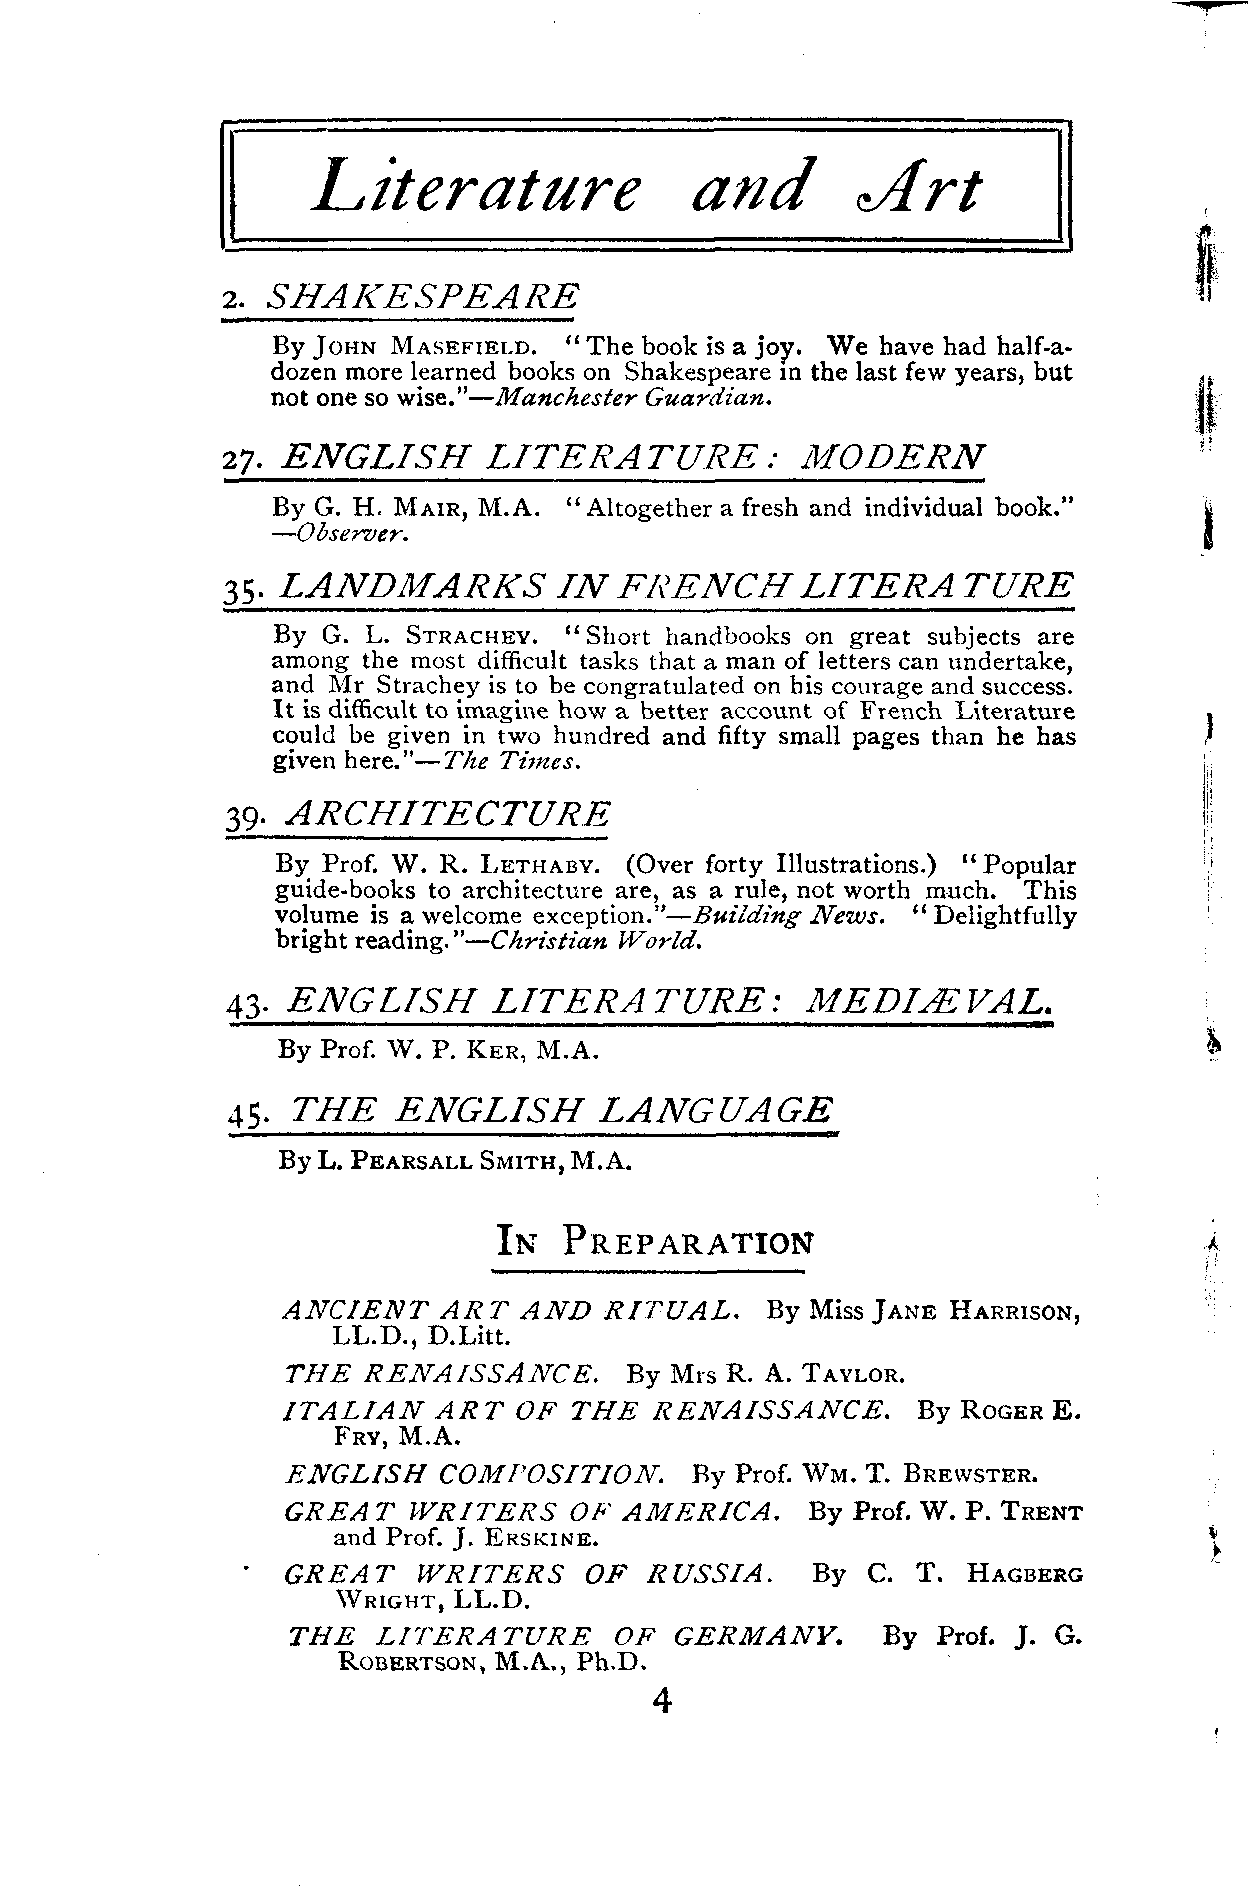 Literature and Art
2. SHAKESPEARE
By JOHN MASEFIELD. "The book is a joy. We have had half-a-
dozen more learned books on Shakespeare in the last few years, but
not one so wise."—Manchester Guardian.
27. ENGLISH LITERATURE: MODERN
By G. H. MAIR, M.A. "Altogether a fresh and individual book."
—Observer.
35. LANDMARKS IN FRENCH LITERATURE
By G. L. STRACHEY. "Short handbooks on great subjects are
among the most difficult tasks that a man of letters can undertake,
and Mr Strachey is to be congratulated on his courage and success.
It is difficult to imagine how a better account of French Literature
could be given in two hundred and fifty small pages than he has
given here."—The Times.
39. ARCHITECTURE
By Prof. W. R. LETHABY. (Over forty Illustrations.) "Popular
guide-books to architecture are, as a rule, not worth much. This
volume is a welcome exception."—Building News. "Delightfully
bright reading."—Christian World.
43. ENGLISH LITERATURE: MEDIÆVAL.
By Prof. W. P. KER, M.A.
45. THE ENGLISH LANGUAGE
By L. PEARSALL SMITH, M.A.
IN PREPARATION
ANCIENT ART AND RITUAL. By Miss JANE HARRISON,
LL.D., D.Litt.
THE RENAISSANCE. By Mrs R. A. TAYLOR.
ITALIAN ART OF THE RENAISSANCE. By ROGER E.
FRY, M.A.
ENGLISH COMPOSITION. By Prof. WM. T. BREWSTER.
GREAT WRITERS OF AMERICA. By Prof. W. P. TRENT
and Prof. J. ERSKINE.
GREAT WRITERS OF RUSSIA. By C. T. HAGBERG
WRIGHT, LL.D.
THE LITERATURE OF GERMANY. By Prof. J. G.
ROBERTSON, M.A., Ph.D.
4